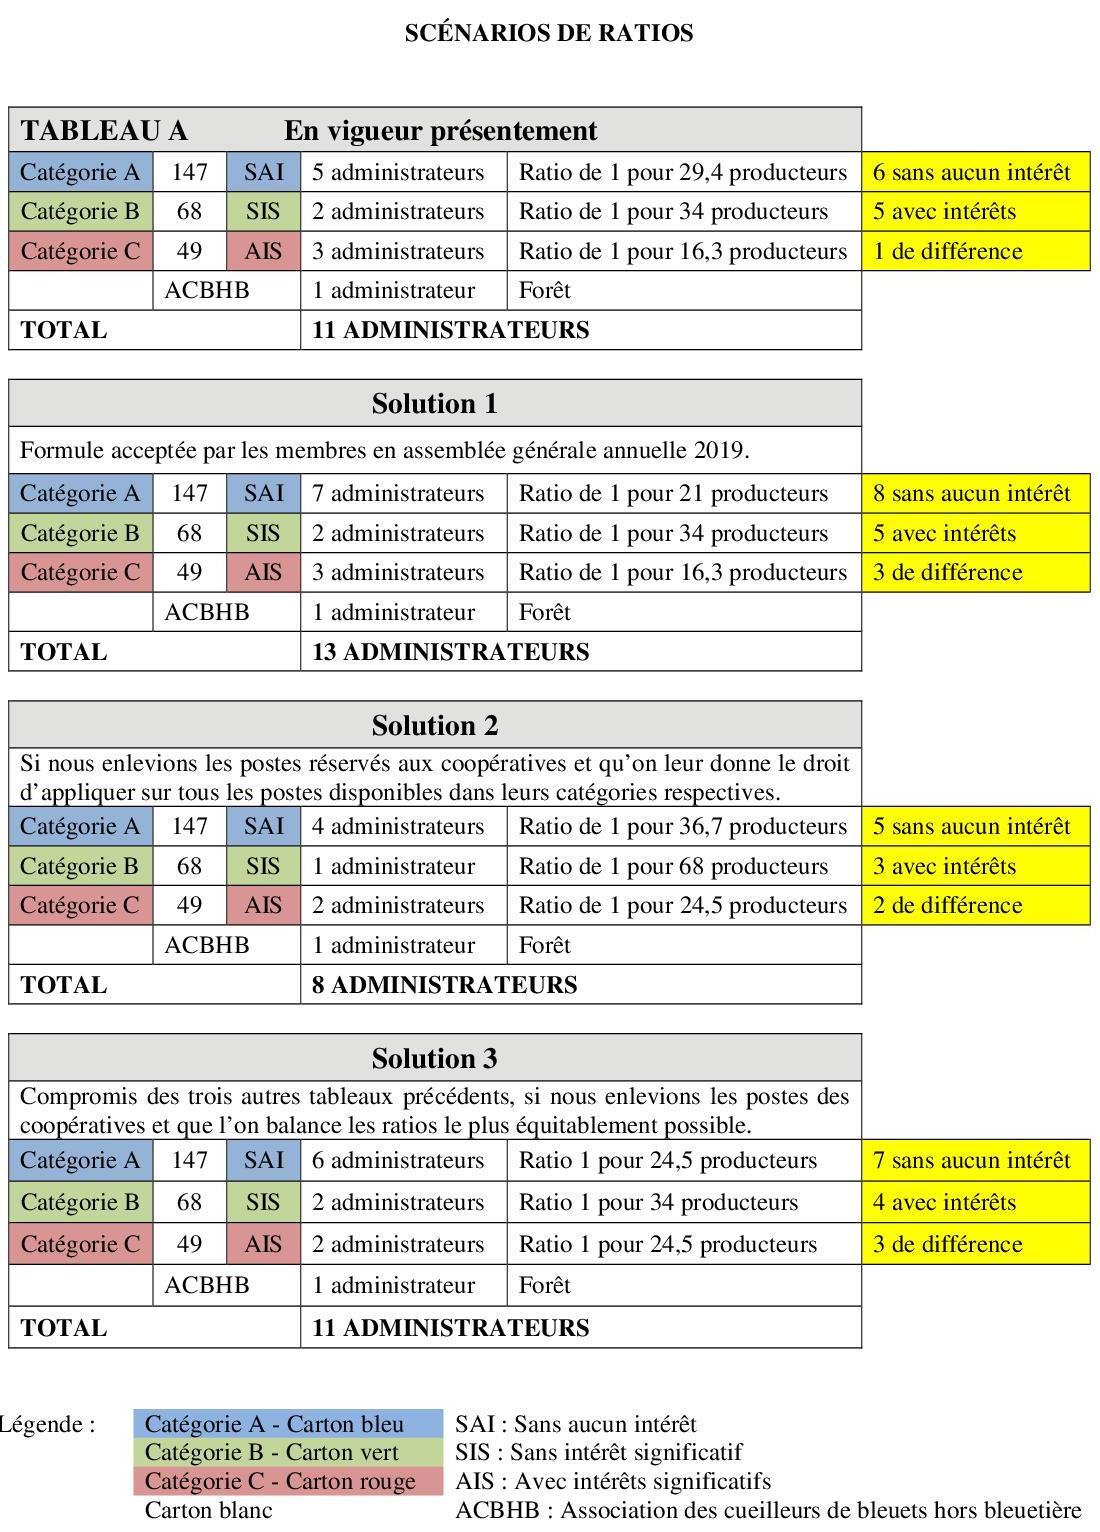 SCÉNARIOS DE RATIOS
TABLEAU A En vigueur présentement
Catégorie A 147 SAI 5 administrateurs Ratio de 1 pour 29,4 producteurs 6 sans aucun intérêt
Catégorie B 68 SIS 2 administrateurs Ratio de 1 pour 34 producteurs 5 avec intérêts
Catégorie C 49 AIS 3 administrateurs Ratio de 1 pour 16,3 producteurs 1 de différence
ACBHB 1 administrateur Forêt
TOTAL 11 ADMINISTRATEURS
Solution 1
Formule acceptée par les membres en assemblée générale annuelle 2019.
Catégorie A 147 SAI 7 administrateurs Ratio de 1 pour 21 producteurs 8 sans aucun intérêt
Catégorie B 68 SIS 2 administrateurs Ratio de 1 pour 34 producteurs 5 avec intérêts
Catégorie C 49 AIS 3 administrateurs Ratio de 1 pour 16,3 producteurs 3 de différence
ACBHB 1 administrateur Forêt
TOTAL 13 ADMINISTRATEURS
Solution 2
Si nous enlevions les postes réservés aux coopératives et qu’on leur donne le droit
d’appliquer sur tous les postes disponibles dans leurs catégories respectives.
Catégorie A 147 SAI 4 administrateurs Ratio de 1 pour 36,7 producteurs 5 sans aucun intérêt
Catégorie B 68 SIS 1 administrateur Ratio de 1 pour 68 producteurs 3 avec intérêts
Catégorie C 49 AIS 2 administrateurs Ratio de 1 pour 24,5 producteurs 2 de différence
ACBHB 1 administrateur Forêt
TOTAL 8 ADMINISTRATEURS
Solution 3
Compromis des trois autres tableaux précédents, si nous enlevions les postes des
coopératives et que l’on balance les ratios le plus équitablement possible.
Catégorie A 147 SAI 6 administrateurs Ratio 1 pour 24,5 producteurs 7 sans aucun intérêt
Catégorie B 68 SIS 2 administrateurs Ratio 1 pour 34 producteurs 4 avec intérêts
Catégorie C 49 AIS 2 administrateurs Ratio 1 pour 24,5 producteurs 3 de différence
ACBHB 1 administrateur Forêt
TOTAL 11 ADMINISTRATEURS
Légende : Catégorie A - Carton bleu SAI : Sans aucun intérêt
Catégorie B - Carton vert SIS : Sans intérêt significatif
Catégorie C - Carton rouge AIS : Avec intérêts significatifs
Carton blanc ACBHB : Association des cueilleurs de bleuets hors bleuetière